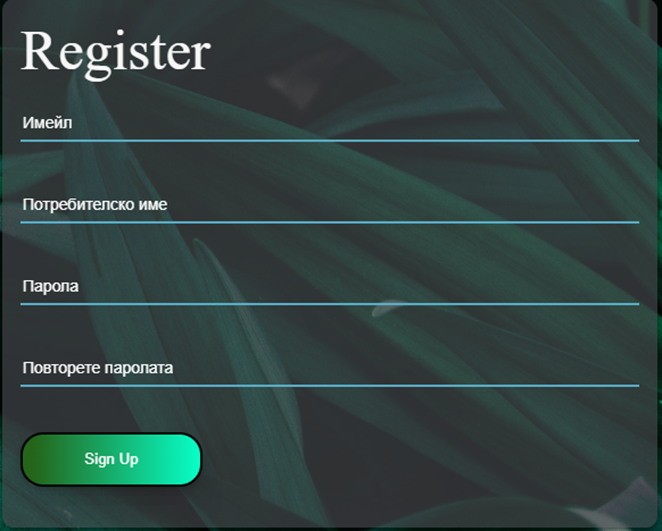 Register
Имейл
Потребителско име
Парола
Повторете паролата
Sign Up